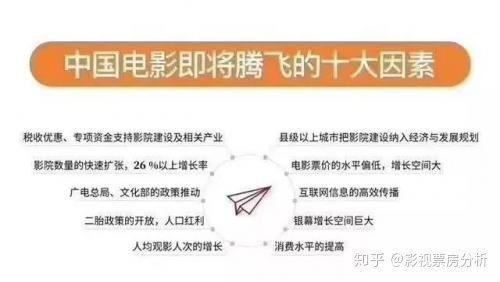 中国电影即将腾飞的十大因素
税收优惠、专项资金支持影院建设及相关产业
县级以上城市把影院建设纳入经济与发展规划
影院数量的快速扩张，26 %以上增长率
电影票价的水平偏低，增长空间大
广电总局、文化部的政策推动
互联网信息的高效传播
二胎政策的开放，人口红利
银幕增长空间巨大
人均观影人次的增长
消费水平的提高
知乎 @影视票房分析